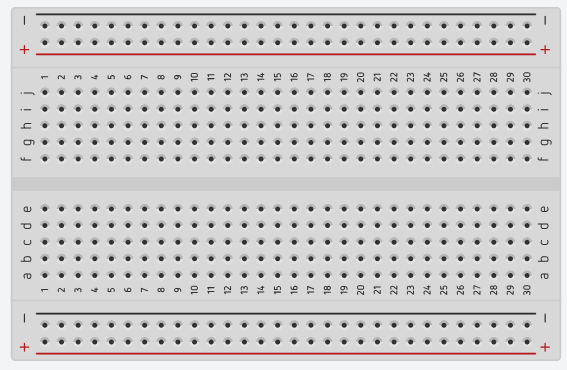 − −
+ +
1 2 3 4 5 6 7 8 9 10 11 12 13 14 15 16 17 18 19 20 21 22 23 24 25 26 27 28 29 30
j j
i i
h h
g g
f f
e e
d d
c c
b b
a a
1 2 3 4 5 6 7 8 9 10 11 12 13 14 15 16 17 18 19 20 21 22 23 24 25 26 27 28 29 30
− −
+ +